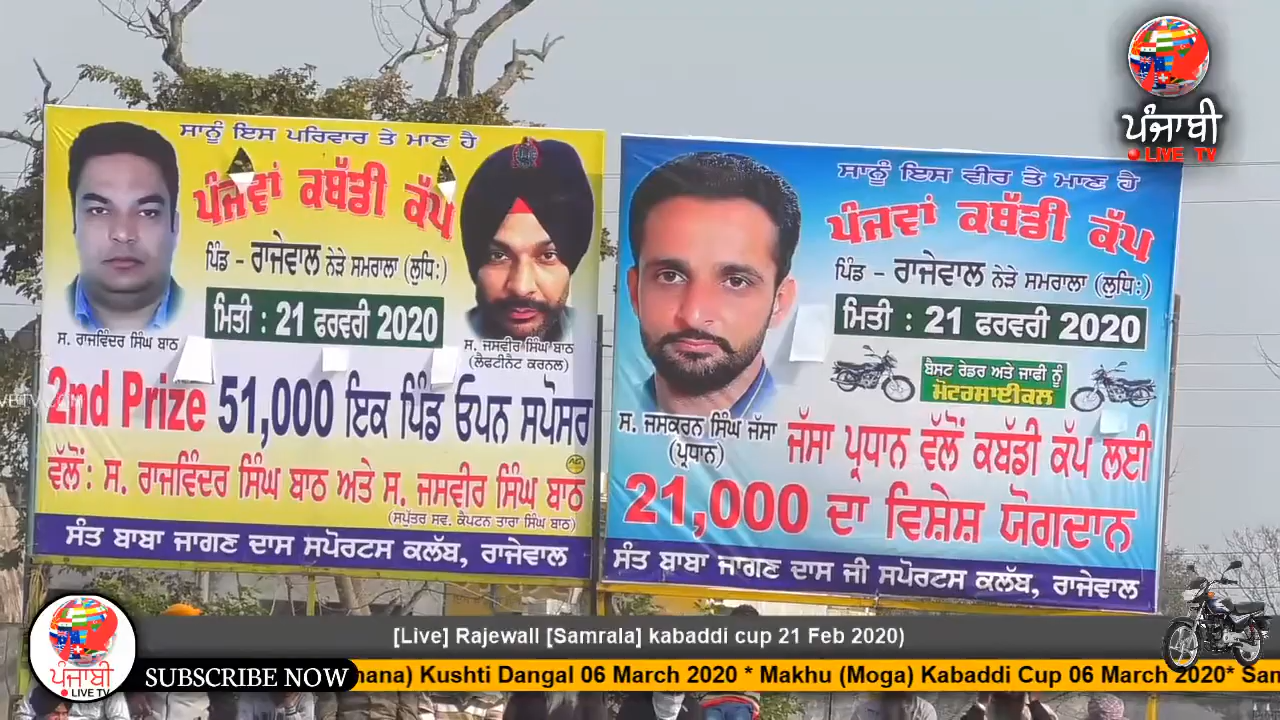 ਪੰਜਾਬੀ
LIVE TV
ਸਾਨੂੰ ਇਸ ਪਰਿਵਾਰ ਤੇ ਮਾਣ ਹੈ
ਪੰਜਵਾਂ ਕਬੱਡੀ ਕੱਪ
ਪਿੰਡ - ਰਾਜੇਵਾਲ ਨੇੜੇ ਸਮਰਾਲਾ (ਲੁਧਿ:)
ਮਿਤੀ : 21 ਫਰਵਰੀ 2020
ਸ. ਰਾਜਵਿੰਦਰ ਸਿੰਘ ਬਾਠ
ਸ. ਜਸਵੀਰ ਸਿੰਘ ਬਾਠ
(ਲੈਫਟੀਨੈਟ ਕਰਨਲ)
2nd Prize 51,000 ਇਕ ਪਿੰਡ ਓਪਨ ਸਪੋਸਰ
ਵੱਲੋਂ: ਸ. ਰਾਜਵਿੰਦਰ ਸਿੰਘ ਬਾਠ ਅਤੇ ਸ. ਜਸਵੀਰ ਸਿੰਘ ਬਾਠ
(ਸਪੁੱਤਰ ਸਵ. ਕੈਪਟਨ ਤਾਰਾ ਸਿੰਘ ਬਾਠ)
ਸੰਤ ਬਾਬਾ ਜਾਗਣ ਦਾਸ ਸਪੋਰਟਸ ਕਲੱਬ, ਰਾਜੇਵਾਲ
ਸਾਨੂੰ ਇਸ ਵੀਰ ਤੇ ਮਾਣ ਹੈ
ਪੰਜਵਾਂ ਕਬੱਡੀ ਕੱਪ
ਪਿੰਡ - ਰਾਜੇਵਾਲ ਨੇੜੇ ਸਮਰਾਲਾ (ਲੁਧਿ:)
ਮਿਤੀ : 21 ਫਰਵਰੀ 2020
ਬੈਸਟ ਰੇਡਰ ਅਤੇ ਜਾਫੀ ਨੂੰ
ਮੋਟਰਸਾਈਕਲ
ਸ. ਜਸਕਰਨ ਸਿੰਘ ਜੱਸਾ
(ਪ੍ਰਧਾਨ)
ਜੱਸਾ ਪ੍ਰਧਾਨ ਵੱਲੋਂ ਕਬੱਡੀ ਕੱਪ ਲਈ
21,000 ਦਾ ਵਿਸ਼ੇਸ਼ ਯੋਗਦਾਨ
ਸੰਤ ਬਾਬਾ ਜਾਗਣ ਦਾਸ ਜੀ ਸਪੋਰਟਸ ਕਲੱਬ, ਰਾਜੇਵਾਲ
[Live] Rajewall [Samrala] kabaddi cup 21 Feb 2020)
ਪੰਜਾਬੀ
LIVE TV
SUBSCRIBE NOW
hana) Kushti Dangal 06 March 2020 * Makhu (Moga) Kabaddi Cup 06 March 2020* San